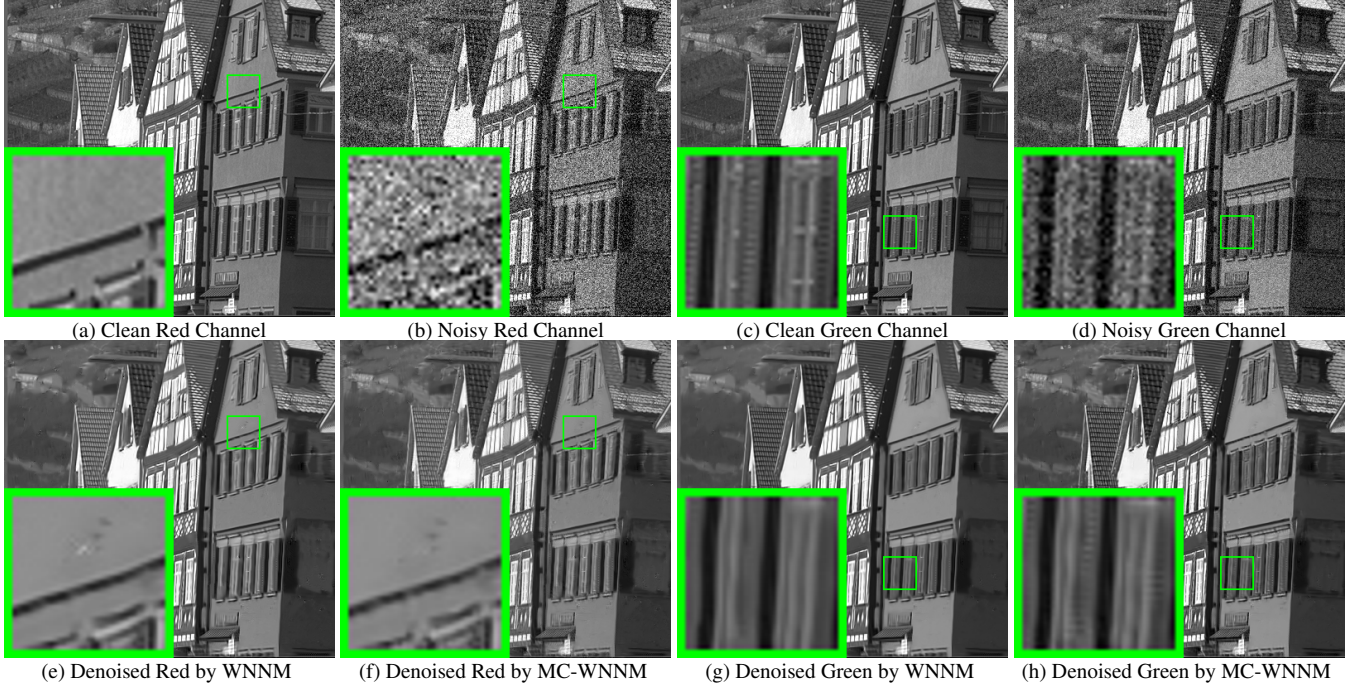 (a) Clean Red Channel
(b) Noisy Red Channel
(c) Clean Green Channel
(d) Noisy Green Channel
(e) Denoised Red by WNNM
(f) Denoised Red by MC-WNNM
(g) Denoised Green by WNNM
(h) Denoised Green by MC-WNNM